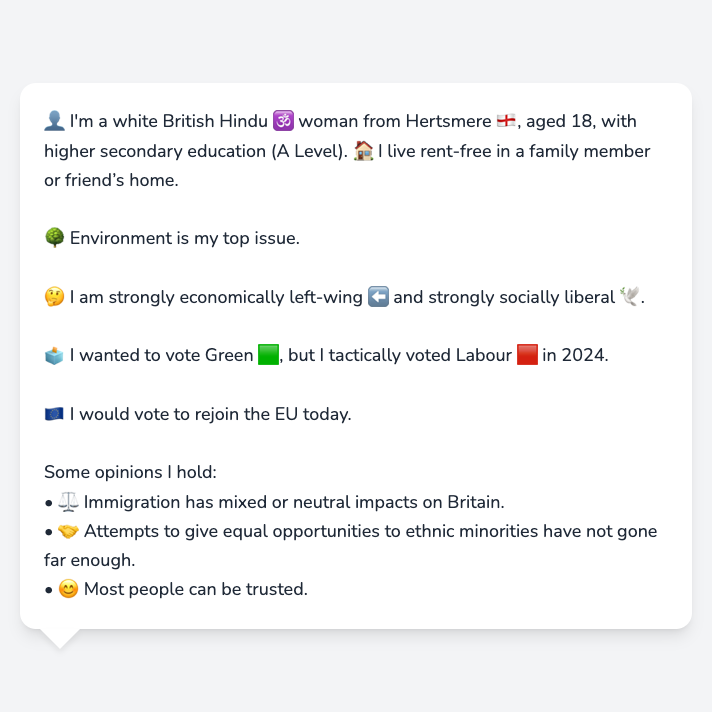 👤 I'm a white British Hindu 🕉️ woman from Hertsmere 🏴󠁧󠁢󠁥󠁮󠁧󠁿, aged 18, with
higher secondary education (A Level). 🏠 I live rent-free in a family member
or friend’s home.
🌳 Environment is my top issue.
🤔 I am strongly economically left-wing ⬅️ and strongly socially liberal 🕊️.
🗳️ I wanted to vote Green 🟩, but I tactically voted Labour 🟥 in 2024.
🇪🇺 I would vote to rejoin the EU today.
Some opinions I hold:
• ⚖️ Immigration has mixed or neutral impacts on Britain.
• 🤝 Attempts to give equal opportunities to ethnic minorities have not gone
far enough.
• 😊 Most people can be trusted.